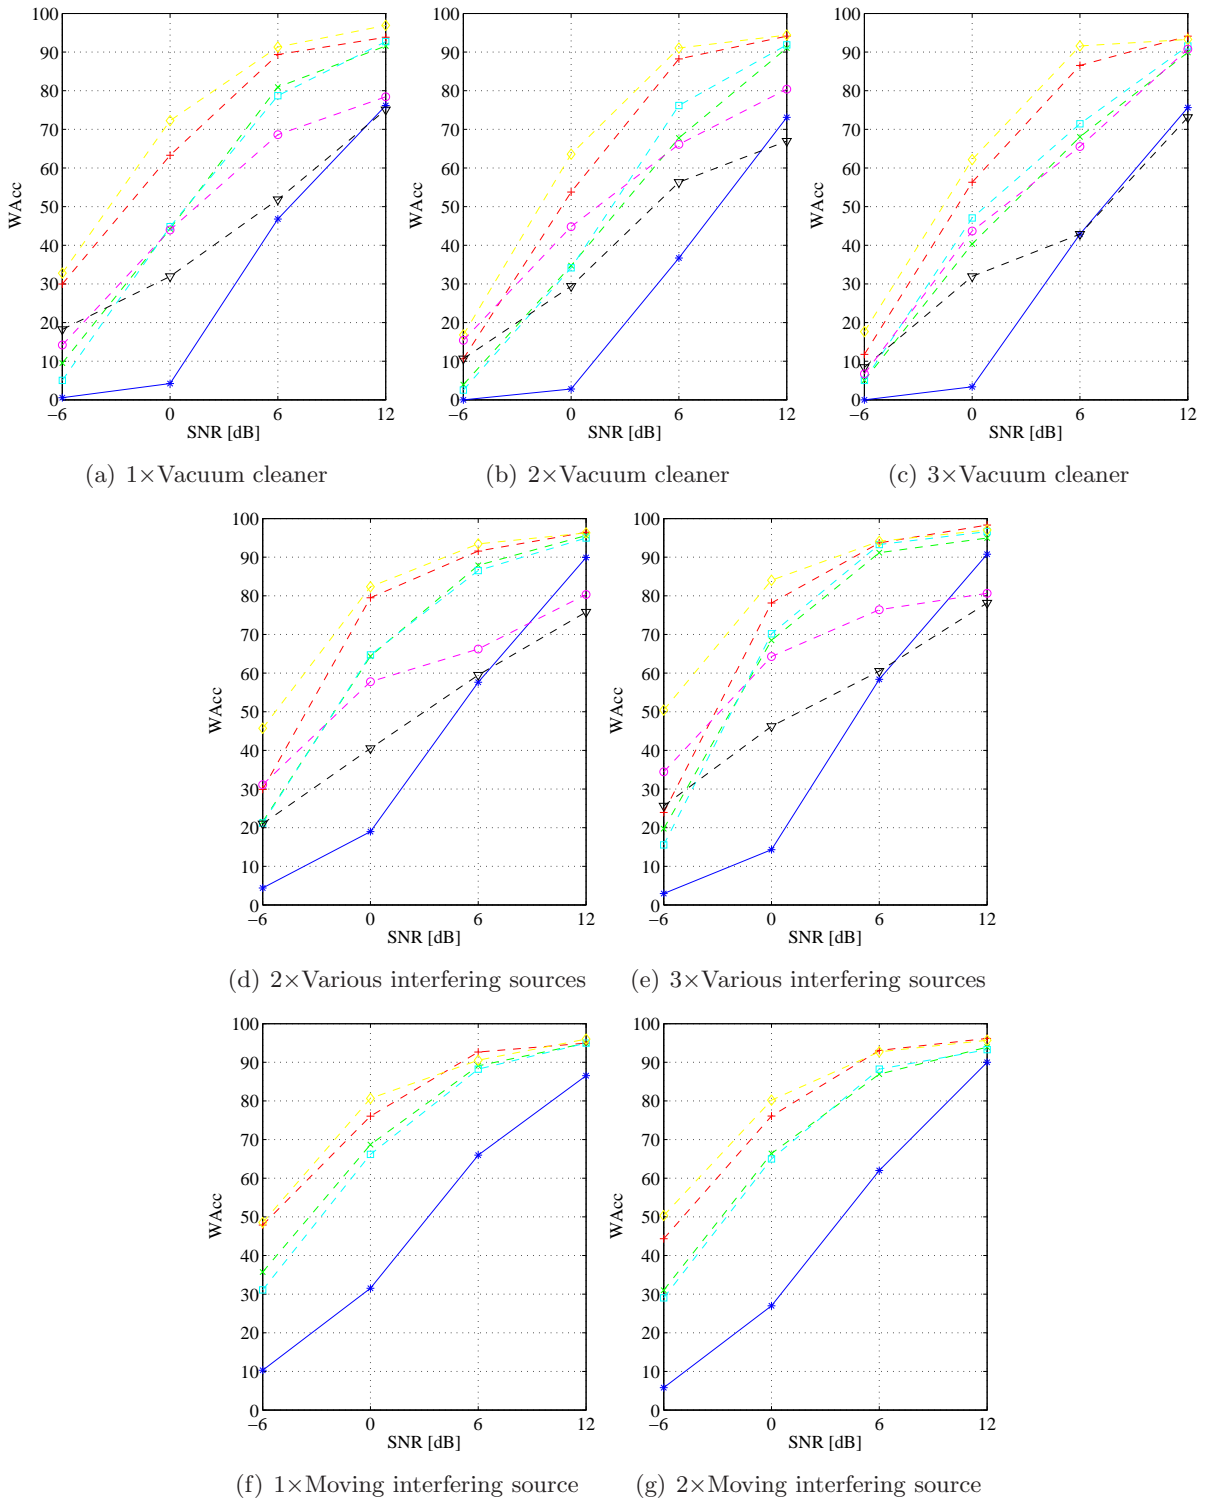 100
90
80
70
60
50
40
30
20
10
0
WAcc
−6 0 6 12
SNR [dB]
(a) 1×Vacuum cleaner
100
90
80
70
60
50
40
30
20
10
0
WAcc
−6 0 6 12
SNR [dB]
(b) 2×Vacuum cleaner
100
90
80
70
60
50
40
30
20
10
0
WAcc
−6 0 6 12
SNR [dB]
(c) 3×Vacuum cleaner
100
90
80
70
60
50
40
30
20
10
0
WAcc
−6 0 6 12
SNR [dB]
(d) 2×Various interfering sources
100
90
80
70
60
50
40
30
20
10
0
WAcc
−6 0 6 12
SNR [dB]
(e) 3×Various interfering sources
100
90
80
70
60
50
40
30
20
10
0
WAcc
−6 0 6 12
SNR [dB]
(f) 1×Moving interfering source
100
90
80
70
60
50
40
30
20
10
0
WAcc
−6 0 6 12
SNR [dB]
(g) 2×Moving interfering source